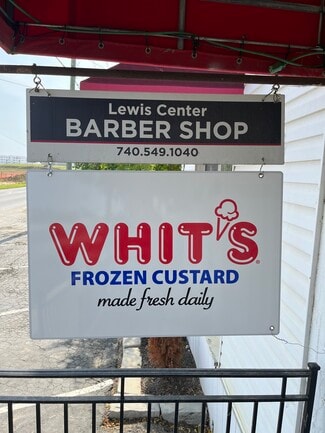 Lewis Center
BARBER SHOP
740.549.1040
WHIT'S
FROZEN CUSTARD
made fresh daily